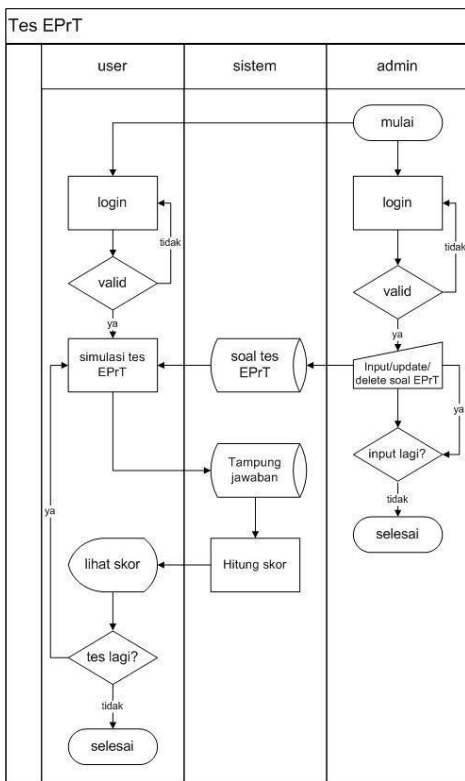 Tes EPrT
user
sistem
admin
mulai
login
login
tidak
tidak
valid
valid
ya
ya
simulasi tes
EPrT
soal tes
EPrT
Input/update/
delete soal EPrT
ya
Tampung
jawaban
input lagi?
tidak
ya
lihat skor
Hitung skor
selesai
tes lagi?
tidak
selesai